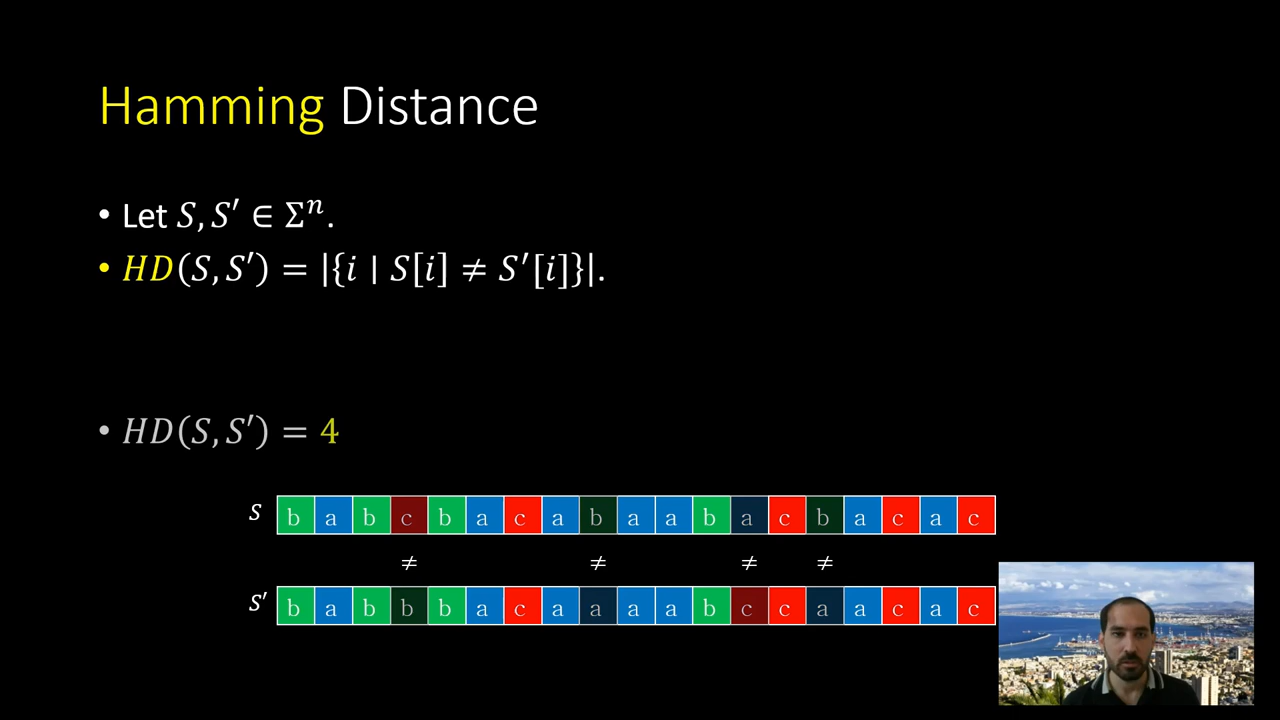 Hamming Distance
• Let S, S′ ∈ Σⁿ.
• HD(S, S′) = |{i ∣ S[i] ≠ S′[i]}|.
• HD(S, S′) = 4
S b a b c b a c a b a a b a c b a c a c
≠ ≠ ≠ ≠
S′ b a b b b a c a a a a b c c a a c a c